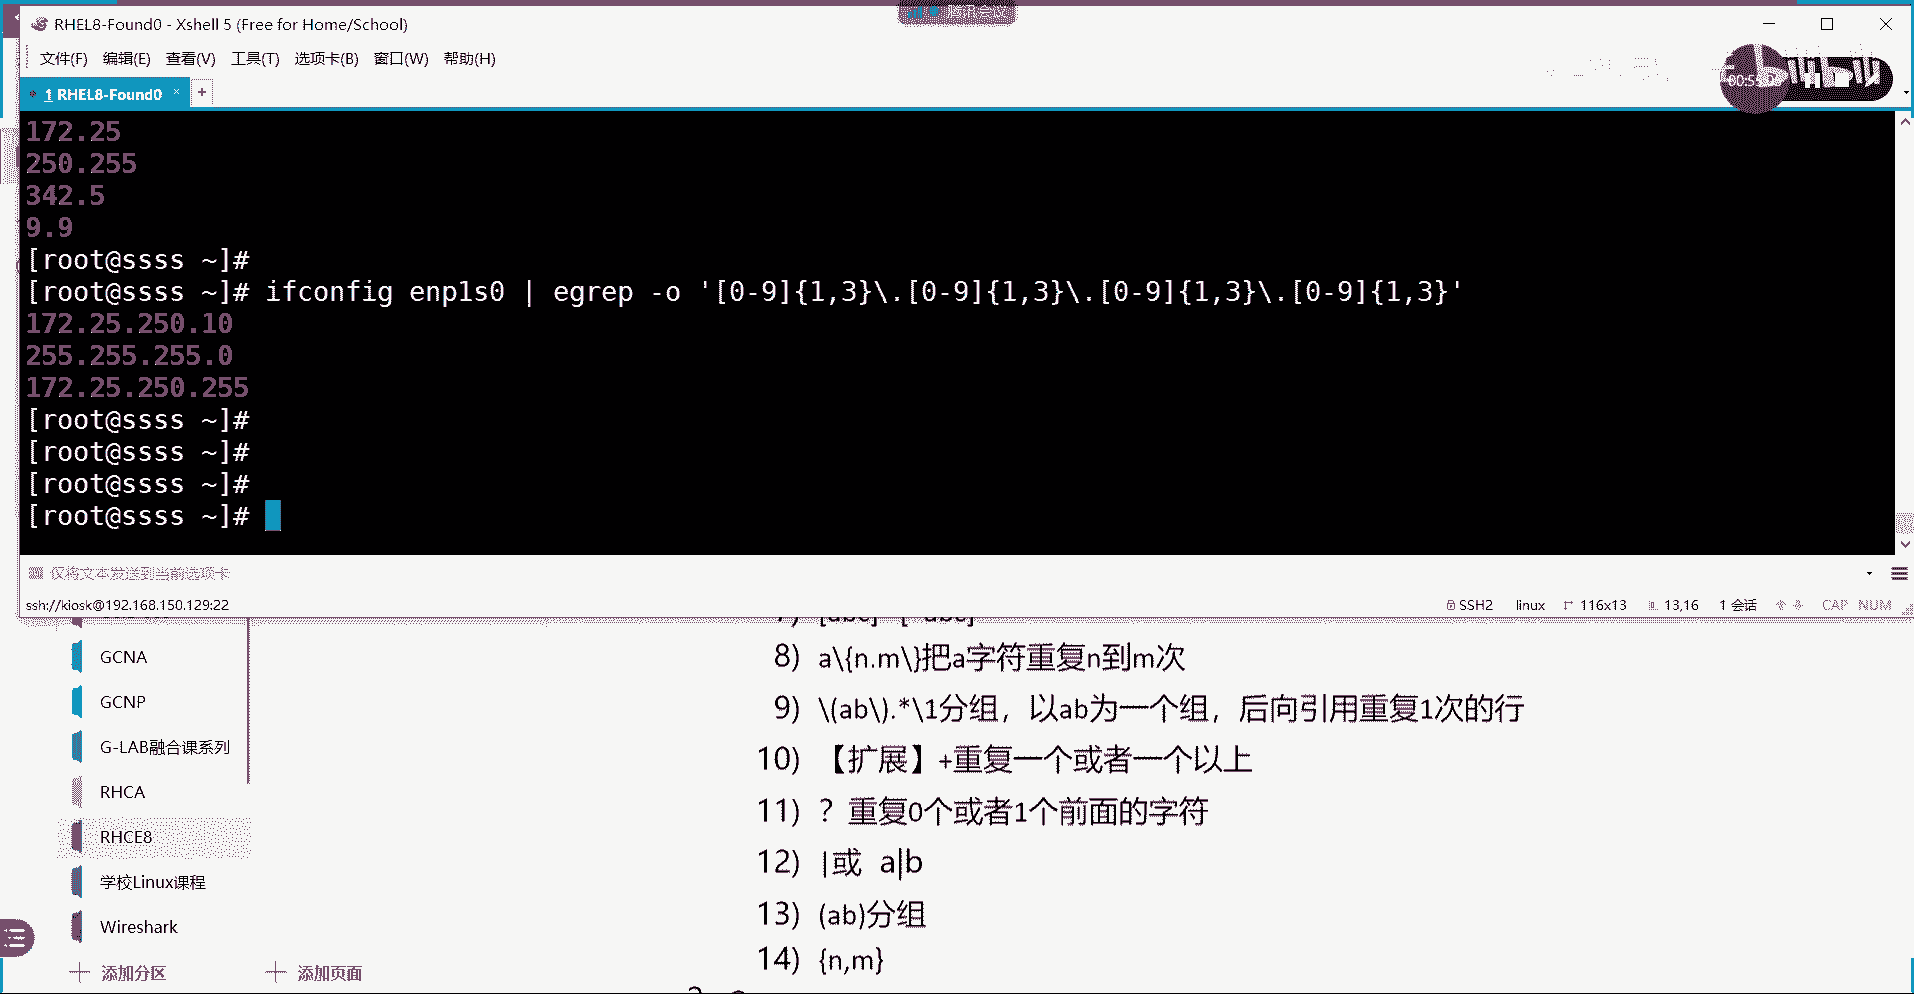 RHEL8-Found0 - Xshell 5 (Free for Home/School)
文件(F) 编辑(E) 查看(V) 工具(T) 选项卡(B) 窗口(W) 帮助(H)
1 RHEL8-Found0 × +
172.25
250.255
342.5
9.9
[root@ssss ~]#
[root@ssss ~]# ifconfig enp1s0 | egrep -o '[0-9]{1,3}\.[0-9]{1,3}\.[0-9]{1,3}\.[0-9]{1,3}'
172.25.250.10
255.255.255.0
172.25.250.255
[root@ssss ~]#
[root@ssss ~]#
[root@ssss ~]#
[root@ssss ~]#
仅将文本发送到当前选项卡
ssh://kiosk@192.168.150.129:22 SSH2 linux 116x13 13,16 1 会话 CAP NUM
GCNA
GCNP
G-LAB融合课系列
RHCA
RHCE8
学校Linux课程
Wireshark
添加分区 添加页面
8) a\{n.m\}把a字符重复n到m次
9) \(ab\).*\1分组，以ab为一个组，后向引用重复1次的行
10) 【扩展】+重复一个或者一个以上
11) ？重复0个或者1个前面的字符
12) |或 a|b
13) (ab)分组
14) {n,m}